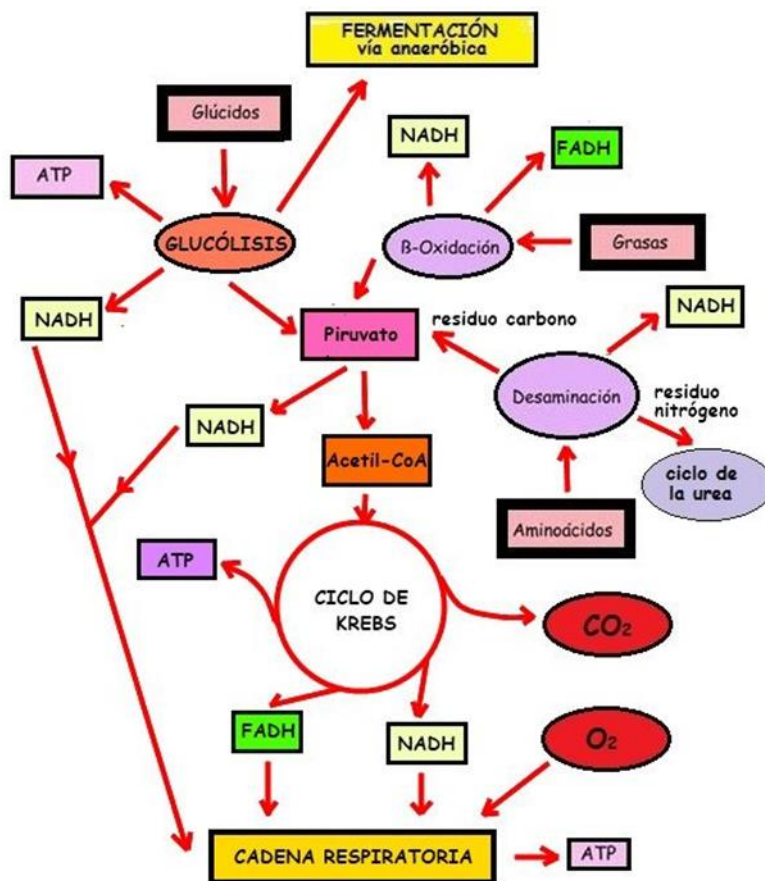 FERMENTACIÓN
vía anaeróbica
Glúcidos
NADH
FADH
ATP
GLUCÓLISIS
ß-Oxidación
Grasas
NADH
NADH
Piruvato
residuo carbono
Desaminación
residuo
nitrógeno
NADH
Acetil-CoA
ciclo de
la urea
Aminoácidos
ATP
CICLO DE
KREBS
CO2
FADH
NADH
O2
CADENA RESPIRATORIA
ATP